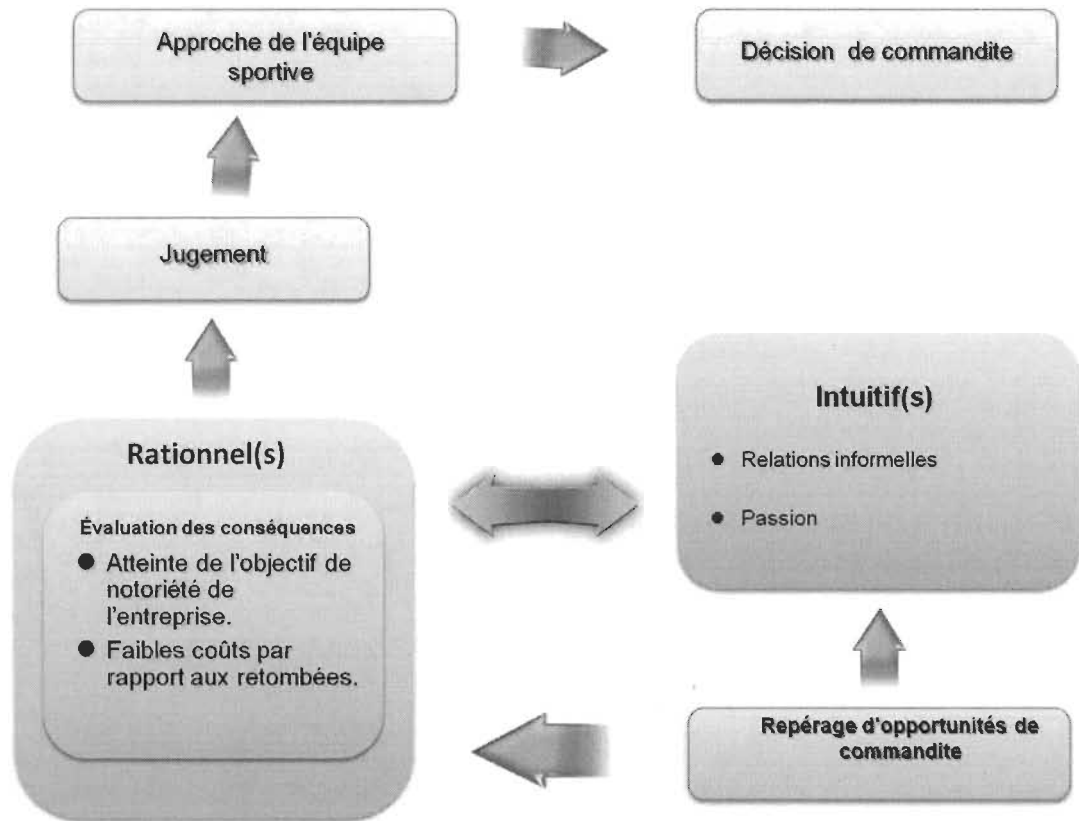 Approche de l'équipe
sportive
Décision de commandite
Jugement
Rationnel(s)
Évaluation des conséquences
● Atteinte de l'objectif de
notoriété de
l'entreprise.
● Faibles coûts par
rapport aux retombées.
Intuitif(s)
● Relations informelles
● Passion
Repérage d'opportunités de
commandite